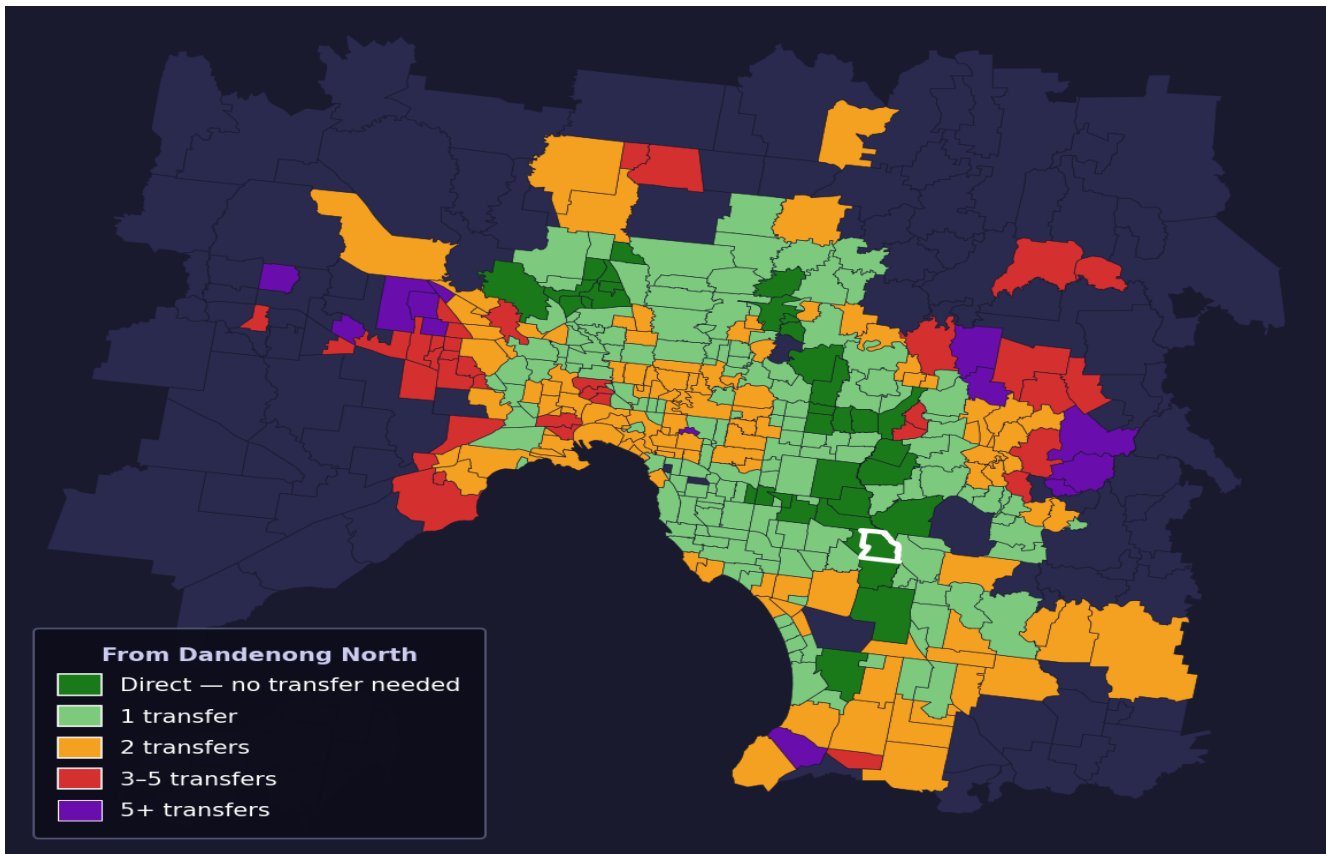 From Dandenong North
Direct — no transfer needed
1 transfer
2 transfers
3–5 transfers
5+ transfers